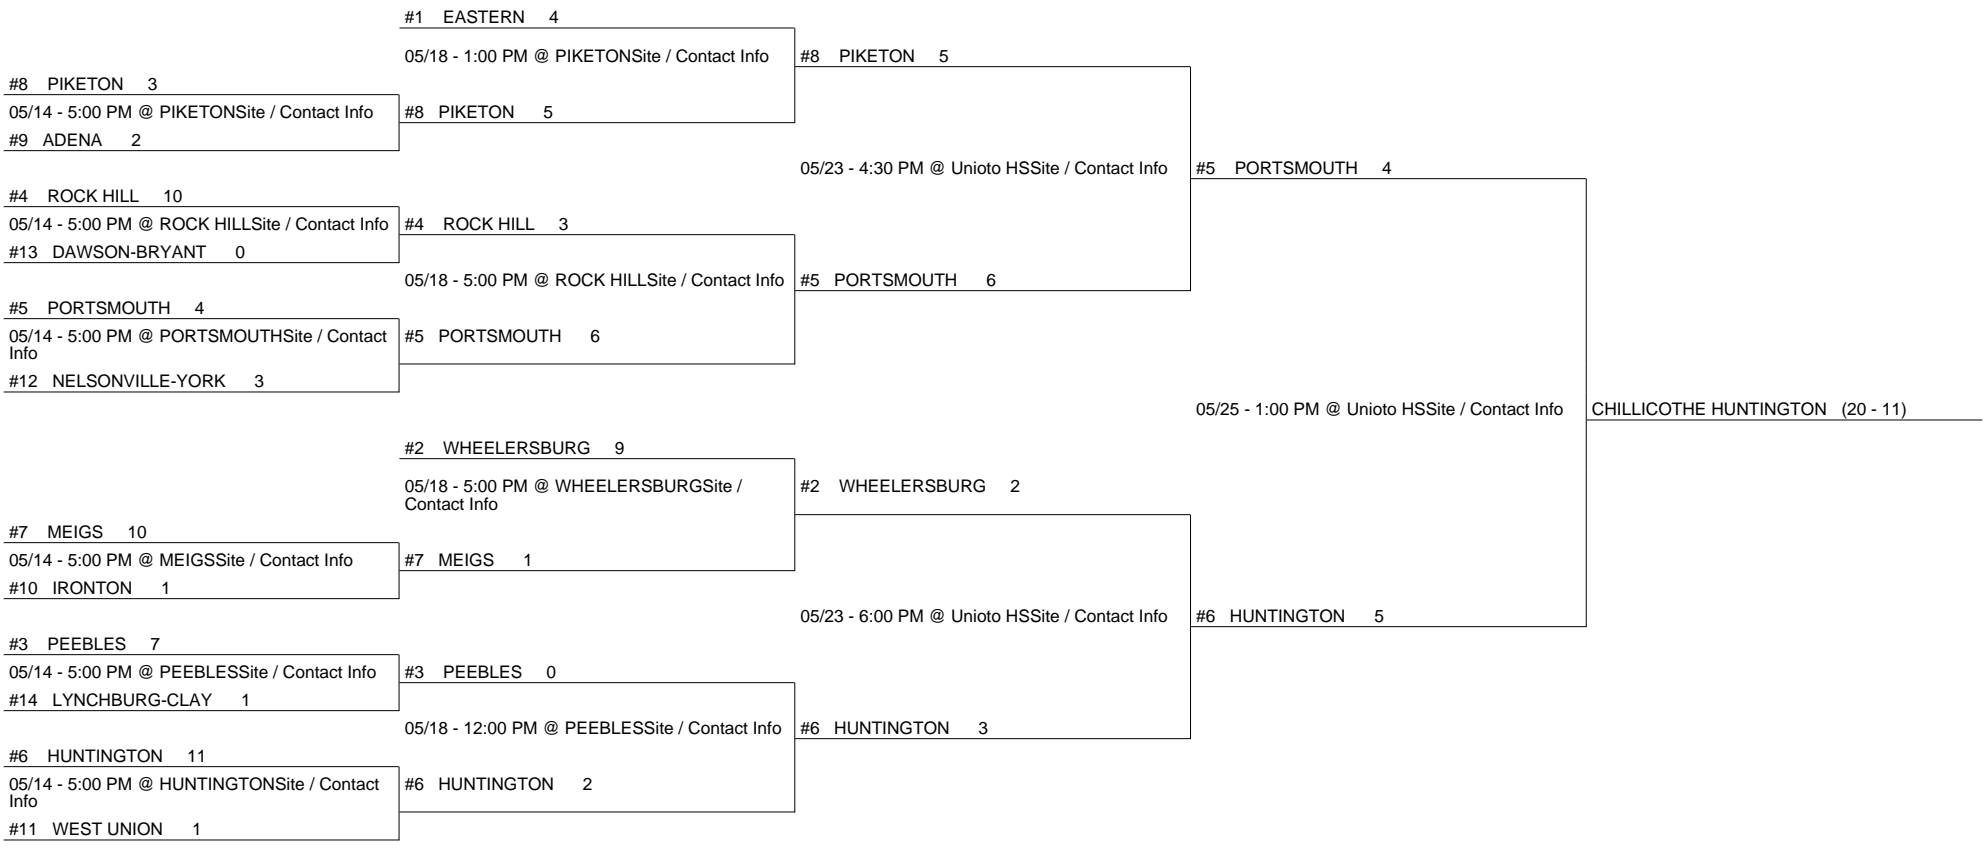 #1 EASTERN 4
05/18 - 1:00 PM @ PIKETONSite / Contact Info
#8 PIKETON 5
#8 PIKETON 3
05/14 - 5:00 PM @ PIKETONSite / Contact Info
#8 PIKETON 5
#9 ADENA 2
05/23 - 4:30 PM @ Unioto HSSite / Contact Info
#5 PORTSMOUTH 4
#4 ROCK HILL 10
05/14 - 5:00 PM @ ROCK HILLSite / Contact Info
#4 ROCK HILL 3
#13 DAWSON-BRYANT 0
05/18 - 5:00 PM @ ROCK HILLSite / Contact Info
#5 PORTSMOUTH 6
#5 PORTSMOUTH 4
05/14 - 5:00 PM @ PORTSMOUTHSite / Contact
Info
#5 PORTSMOUTH 6
#12 NELSONVILLE-YORK 3
05/25 - 1:00 PM @ Unioto HSSite / Contact Info
CHILLICOTHE HUNTINGTON (20 - 11)
#2 WHEELERSBURG 9
05/18 - 5:00 PM @ WHEELERSBURGSite /
Contact Info
#2 WHEELERSBURG 2
#7 MEIGS 10
05/14 - 5:00 PM @ MEIGSSite / Contact Info
#7 MEIGS 1
#10 IRONTON 1
05/23 - 6:00 PM @ Unioto HSSite / Contact Info
#6 HUNTINGTON 5
#3 PEEBLES 7
05/14 - 5:00 PM @ PEEBLESSite / Contact Info
#3 PEEBLES 0
#14 LYNCHBURG-CLAY 1
05/18 - 12:00 PM @ PEEBLESSite / Contact Info
#6 HUNTINGTON 3
#6 HUNTINGTON 11
05/14 - 5:00 PM @ HUNTINGTONSite / Contact
Info
#6 HUNTINGTON 2
#11 WEST UNION 1